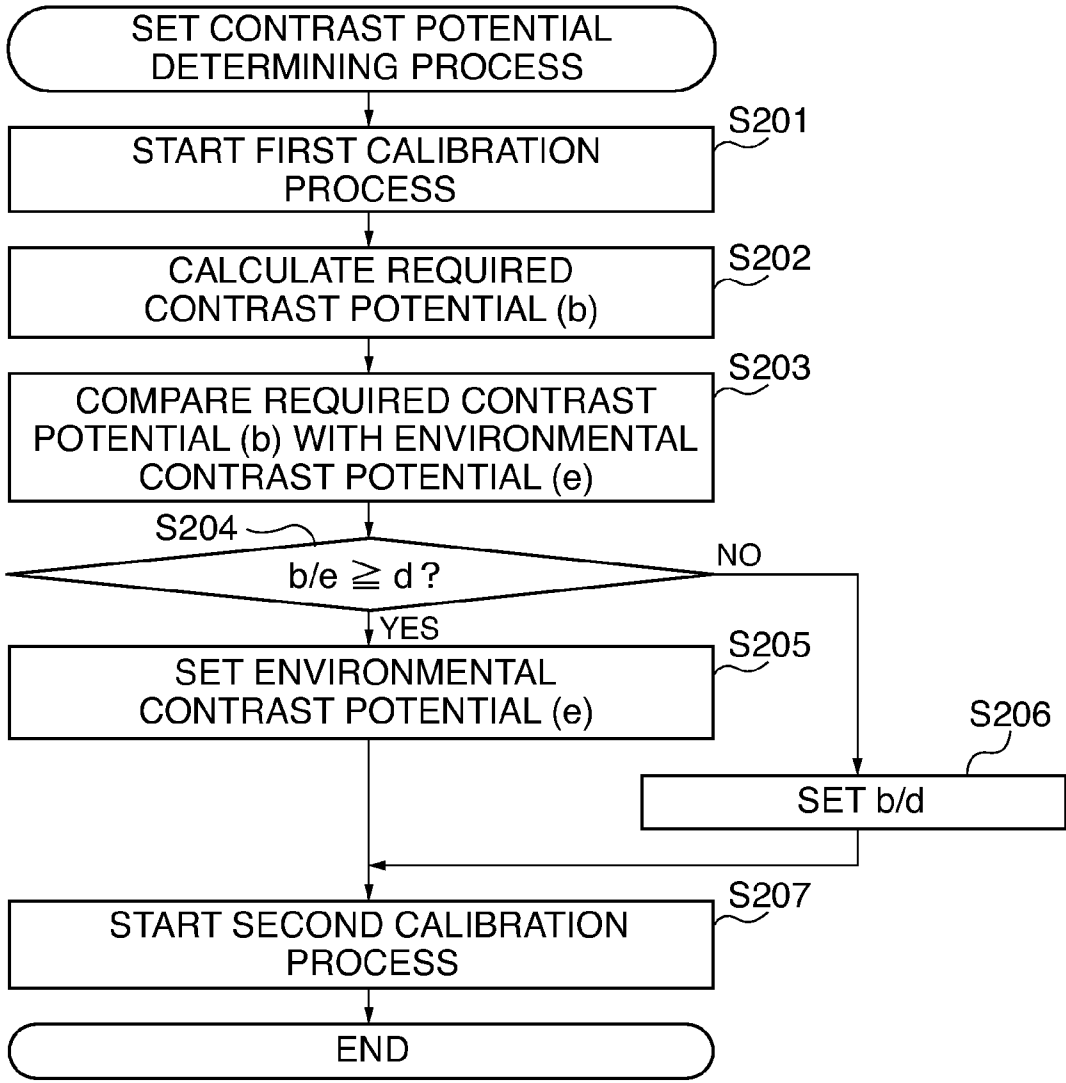 SET CONTRAST POTENTIAL
DETERMINING PROCESS
S201
START FIRST CALIBRATION
PROCESS
S202
CALCULATE REQUIRED
CONTRAST POTENTIAL (b)
S203
COMPARE REQUIRED CONTRAST
POTENTIAL (b) WITH ENVIRONMENTAL
CONTRAST POTENTIAL (e)
S204
b/e ≧ d ?
NO
YES
S205
SET ENVIRONMENTAL
CONTRAST POTENTIAL (e)
S206
SET b/d
S207
START SECOND CALIBRATION
PROCESS
END